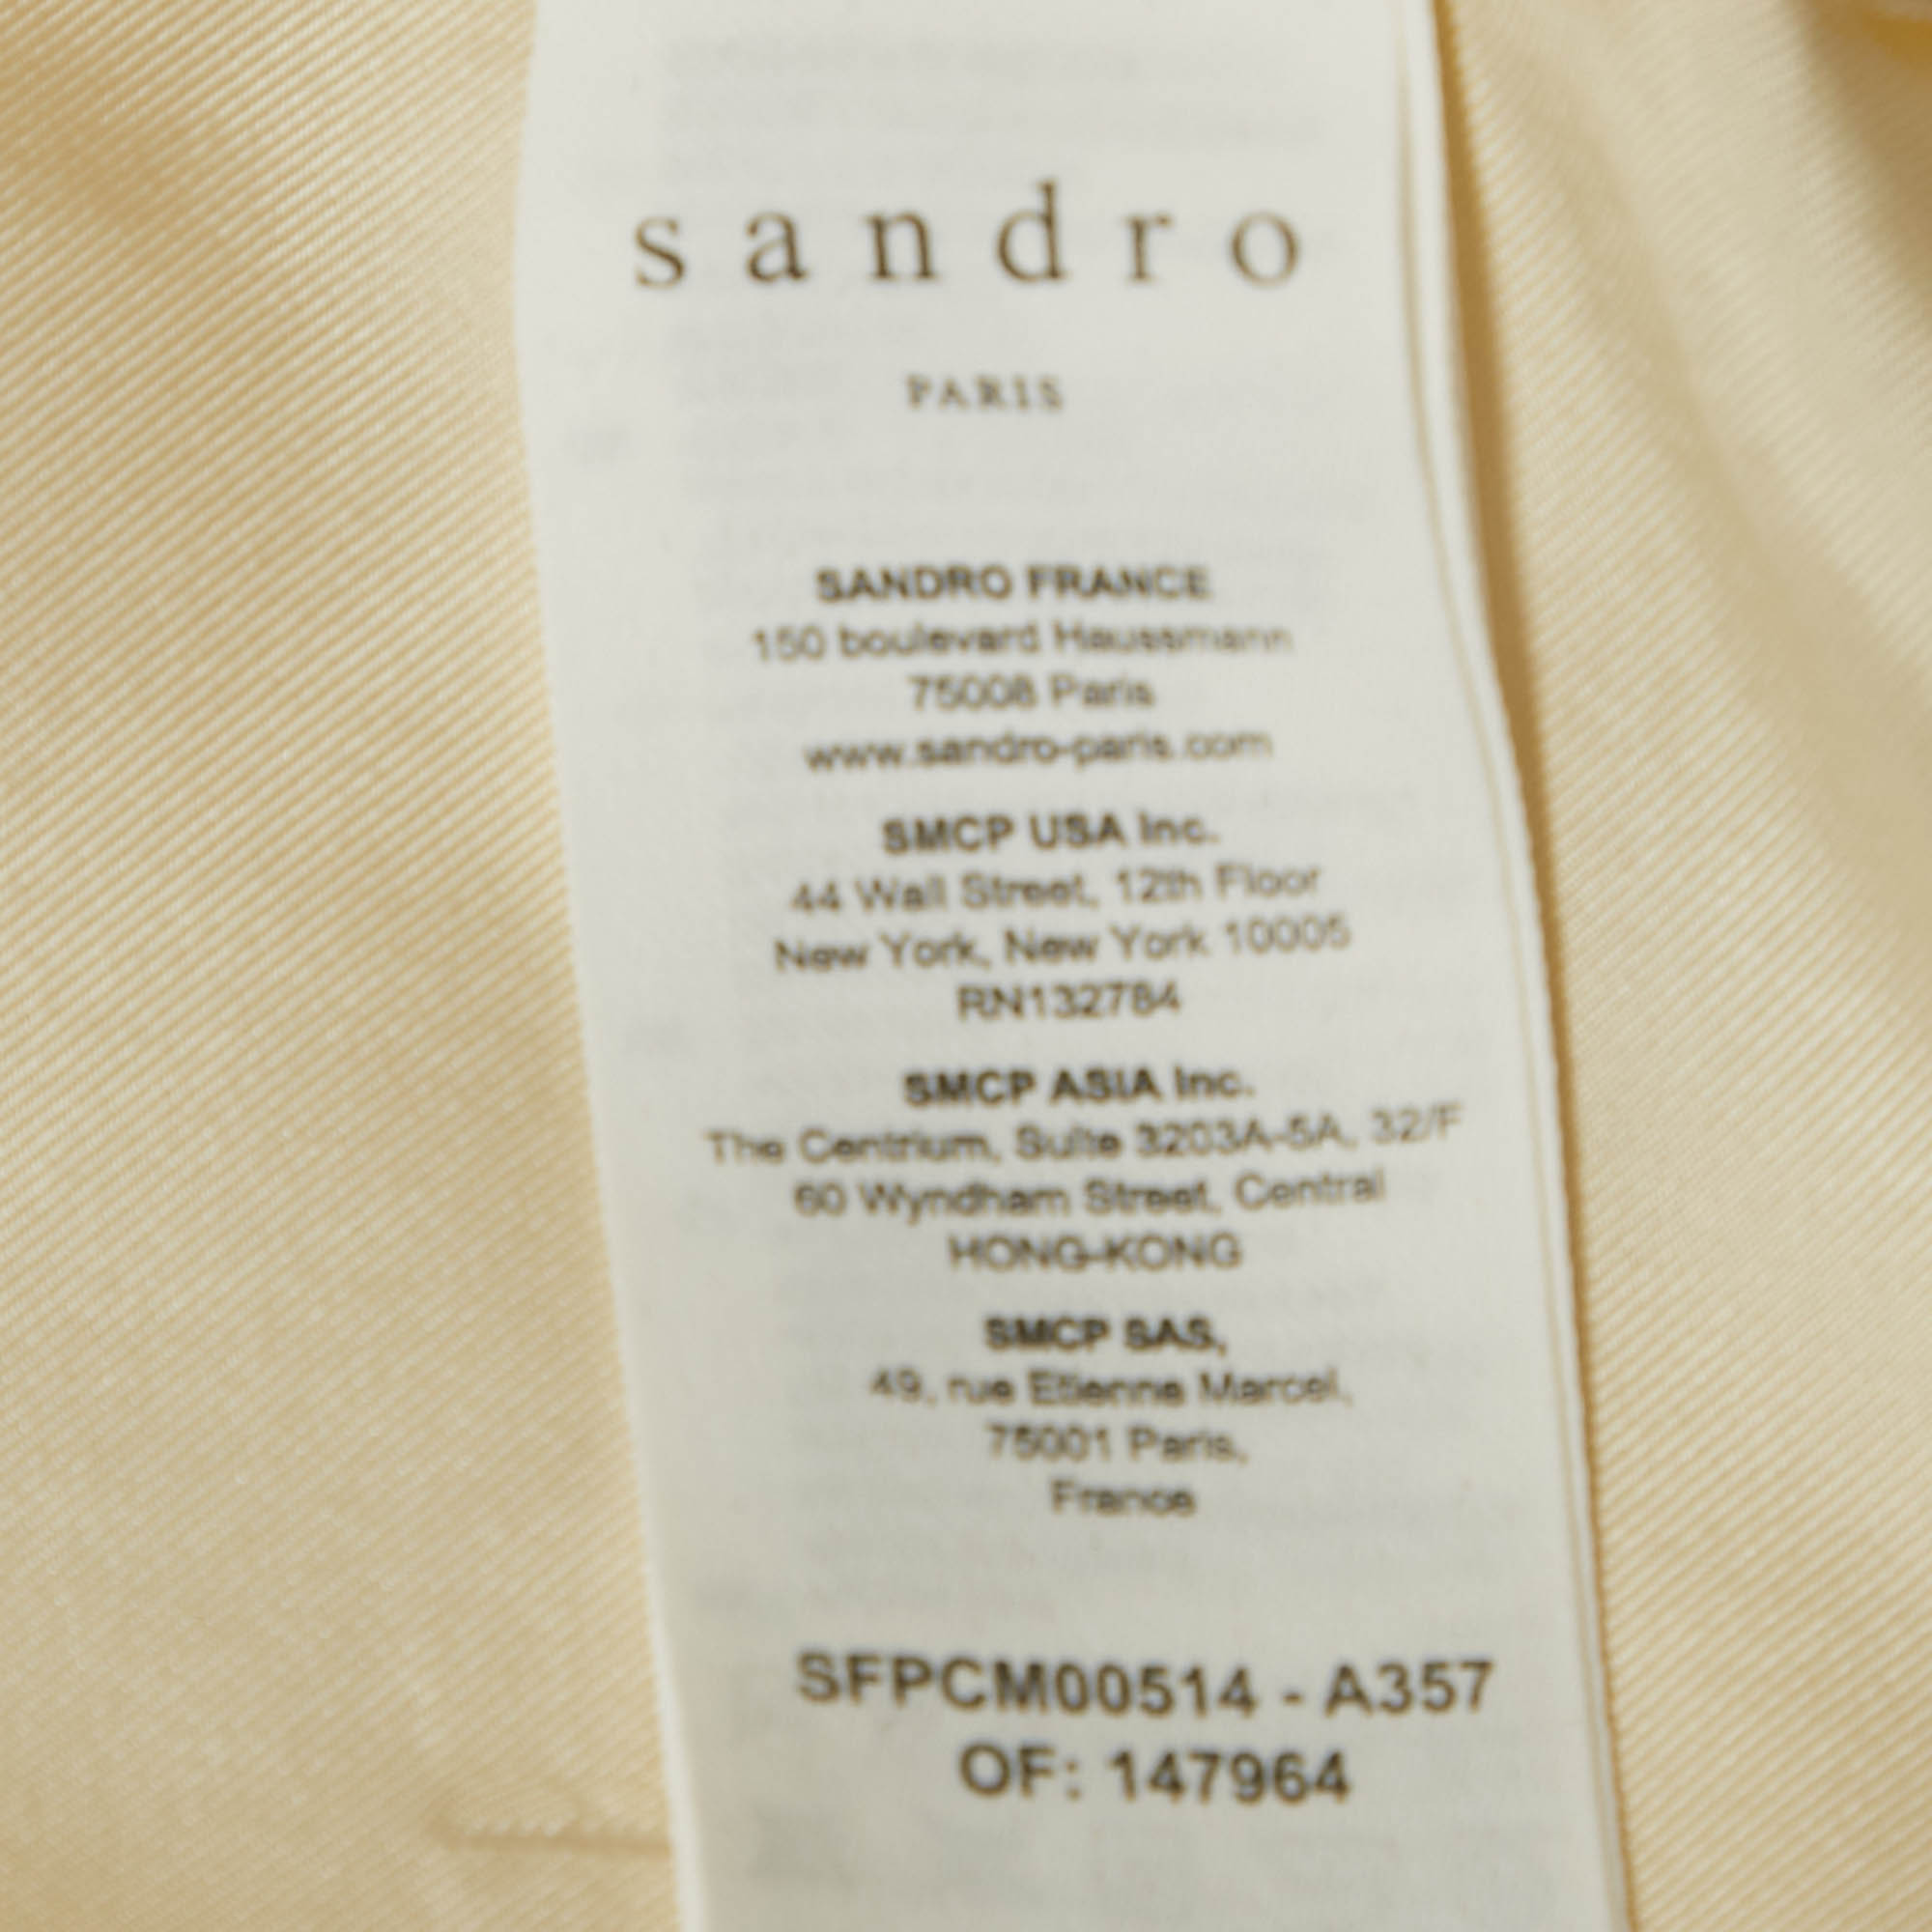 sandro
PARIS
SANDRO FRANCE
150 boulevard Haussmann
75008 Paris
www.sandro-paris.com
SMCP USA Inc.
44 Wall Street, 12th Floor
New York, New York 10005
RN132784
SMCP ASIA Inc.
The Centrium, Suite 3203A-5A, 32/F
60 Wyndham Street, Central
HONG-KONG
SMCP SAS,
49, rue Etienne Marcel,
75001 Paris,
France
SFPCM00514 - A357
OF: 147964